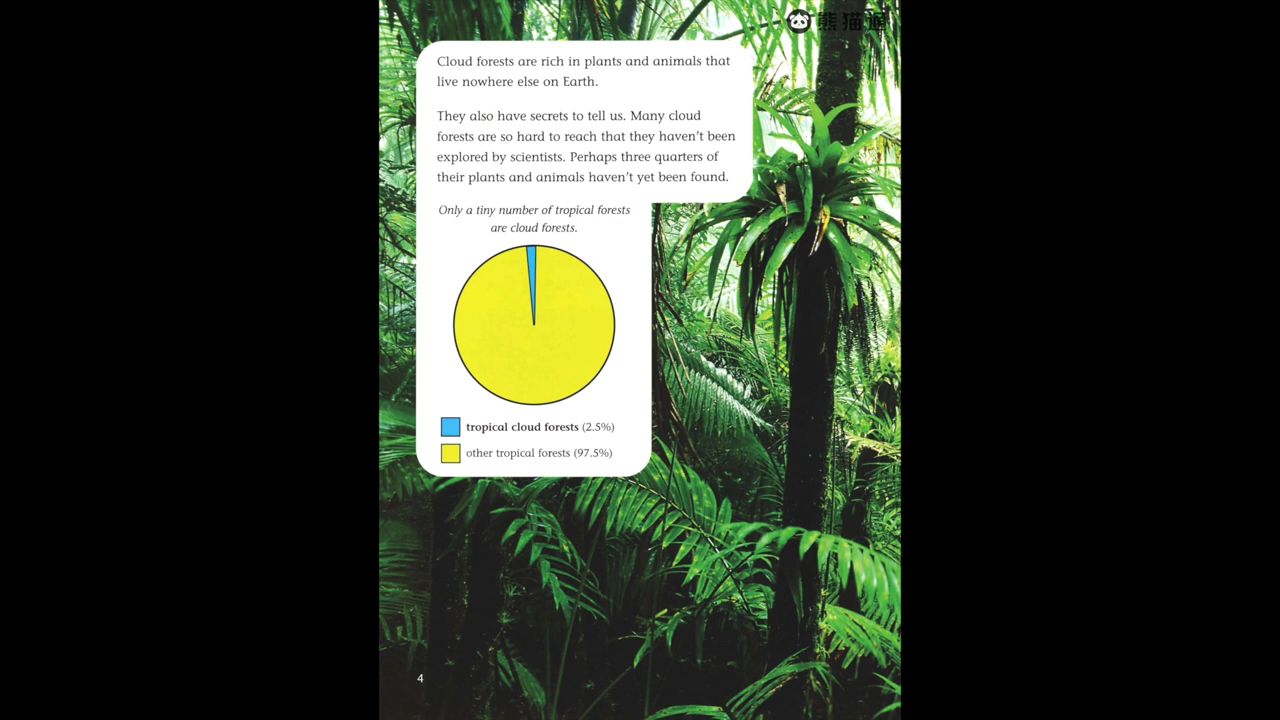 熊猫通
Cloud forests are rich in plants and animals that
live nowhere else on Earth.
They also have secrets to tell us. Many cloud
forests are so hard to reach that they haven't been
explored by scientists. Perhaps three quarters of
their plants and animals haven't yet been found.
Only a tiny number of tropical forests
are cloud forests.
tropical cloud forests (2.5%)
other tropical forests (97.5%)
4